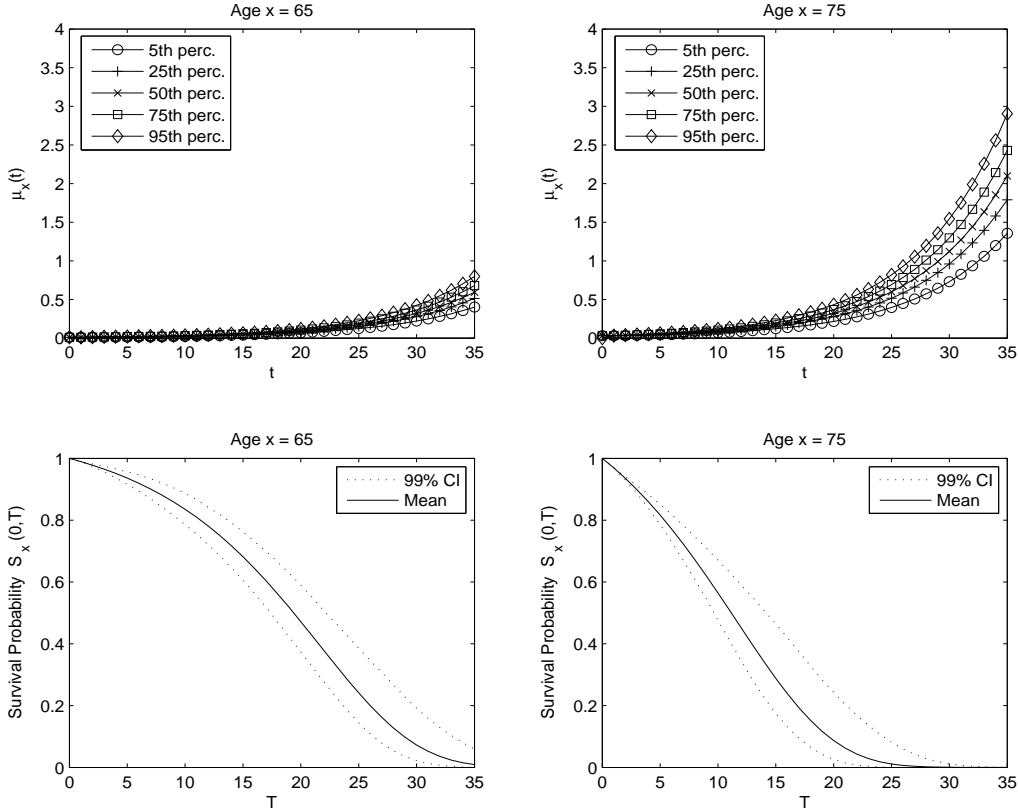 Age x = 65
4
3.5
3
2.5
2
1.5
1
0.5
0
μx(t)
5th perc.
25th perc.
50th perc.
75th perc.
95th perc.
0 5 10 15 20 25 30 35
t
Age x = 75
4
3.5
3
2.5
2
1.5
1
0.5
0
μx(t)
5th perc.
25th perc.
50th perc.
75th perc.
95th perc.
0 5 10 15 20 25 30 35
t
Age x = 65
1
0.8
0.6
0.4
0.2
0
Survival Probability Sx(0,T)
99% CI
Mean
0 5 10 15 20 25 30 35
T
Age x = 75
1
0.8
0.6
0.4
0.2
0
Survival Probability Sx(0,T)
99% CI
Mean
0 5 10 15 20 25 30 35
T